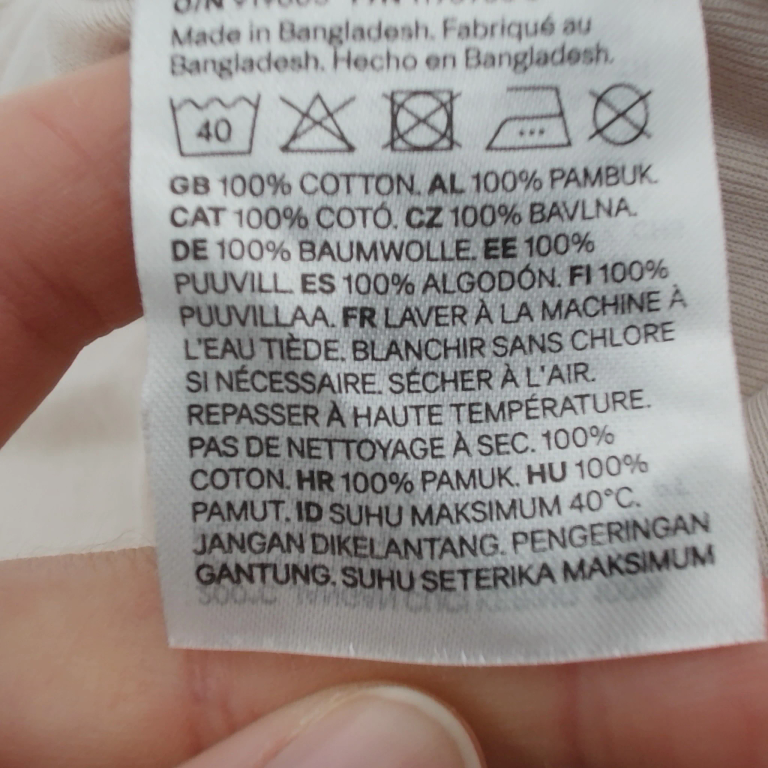 Made in Bangladesh. Fabriqué au
Bangladesh. Hecho en Bangladesh.
40
GB 100% COTTON. AL 100% PAMBUK.
CAT 100% COTÓ. CZ 100% BAVLNA.
DE 100% BAUMWOLLE. EE 100%
PUUVILL. ES 100% ALGODÓN. FI 100%
PUUVILLAA. FR LAVER À LA MACHINE À
L'EAU TIÈDE. BLANCHIR SANS CHLORE
SI NÉCESSAIRE. SÉCHER À L'AIR.
REPASSER À HAUTE TEMPÉRATURE.
PAS DE NETTOYAGE À SEC. 100%
COTON. HR 100% PAMUK. HU 100%
PAMUT. ID SUHU MAKSIMUM 40°C.
JANGAN DIKELANTANG. PENGERINGAN
GANTUNG. SUHU SETERIKA MAKSIMUM